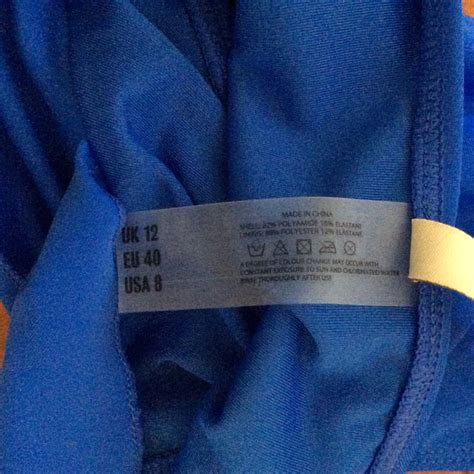 UK 12
EU 40
USA 8
MADE IN CHINA
SHELL: 82% POLYAMIDE 18% ELASTANE
LINING: 88% POLYESTER 12% ELASTANE
A DEGREE OF COLOUR CHANGE MAY OCCUR WITH
CONSTANT EXPOSURE TO SUN AND CHLORINATED WATER
RINSE THOROUGHLY AFTER USE